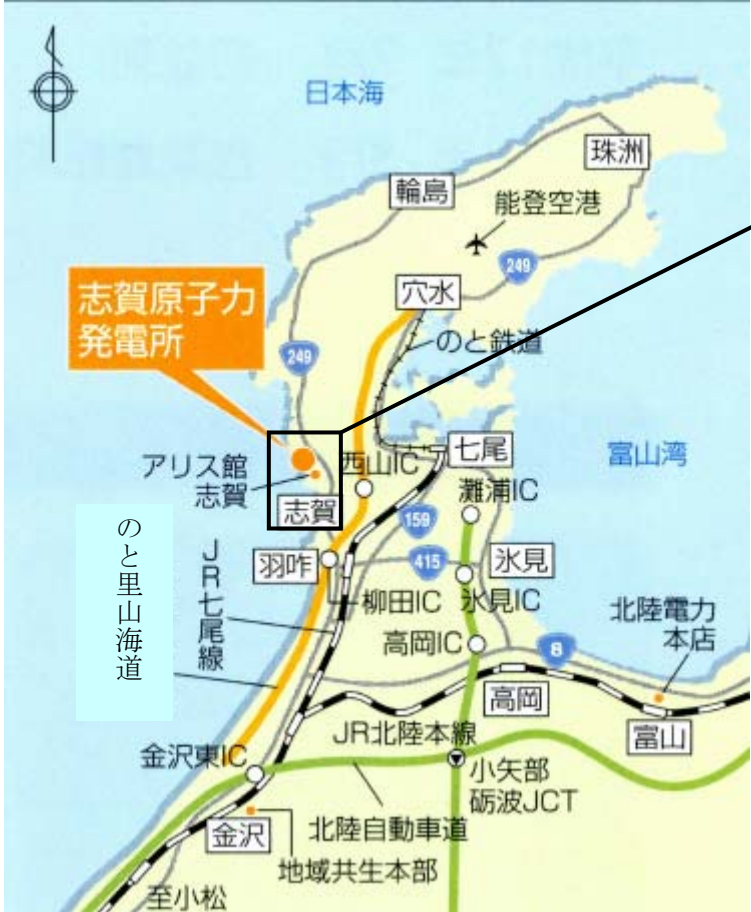 日本海
珠洲
輪島
能登空港
249
穴水
志賀原子力
発電所
のと鉄道
249
七尾
富山湾
アリス館
志賀
西山IC
灘浦IC
志賀
159
のと里山海道
JR七尾線
羽咋
415
氷見
柳田IC
氷見IC
北陸電力
本店
高岡IC
8
高岡
富山
JR北陸本線
金沢東IC
小矢部
砺波JCT
金沢
北陸自動車道
地域共生本部
至小松